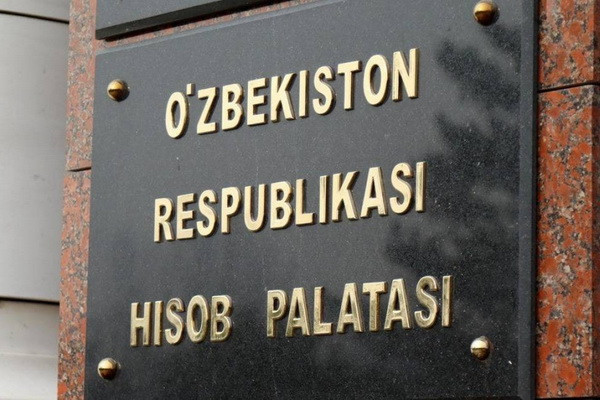 O'ZBEKISTON
RESPUBLIKASI
HISOB PALATASI